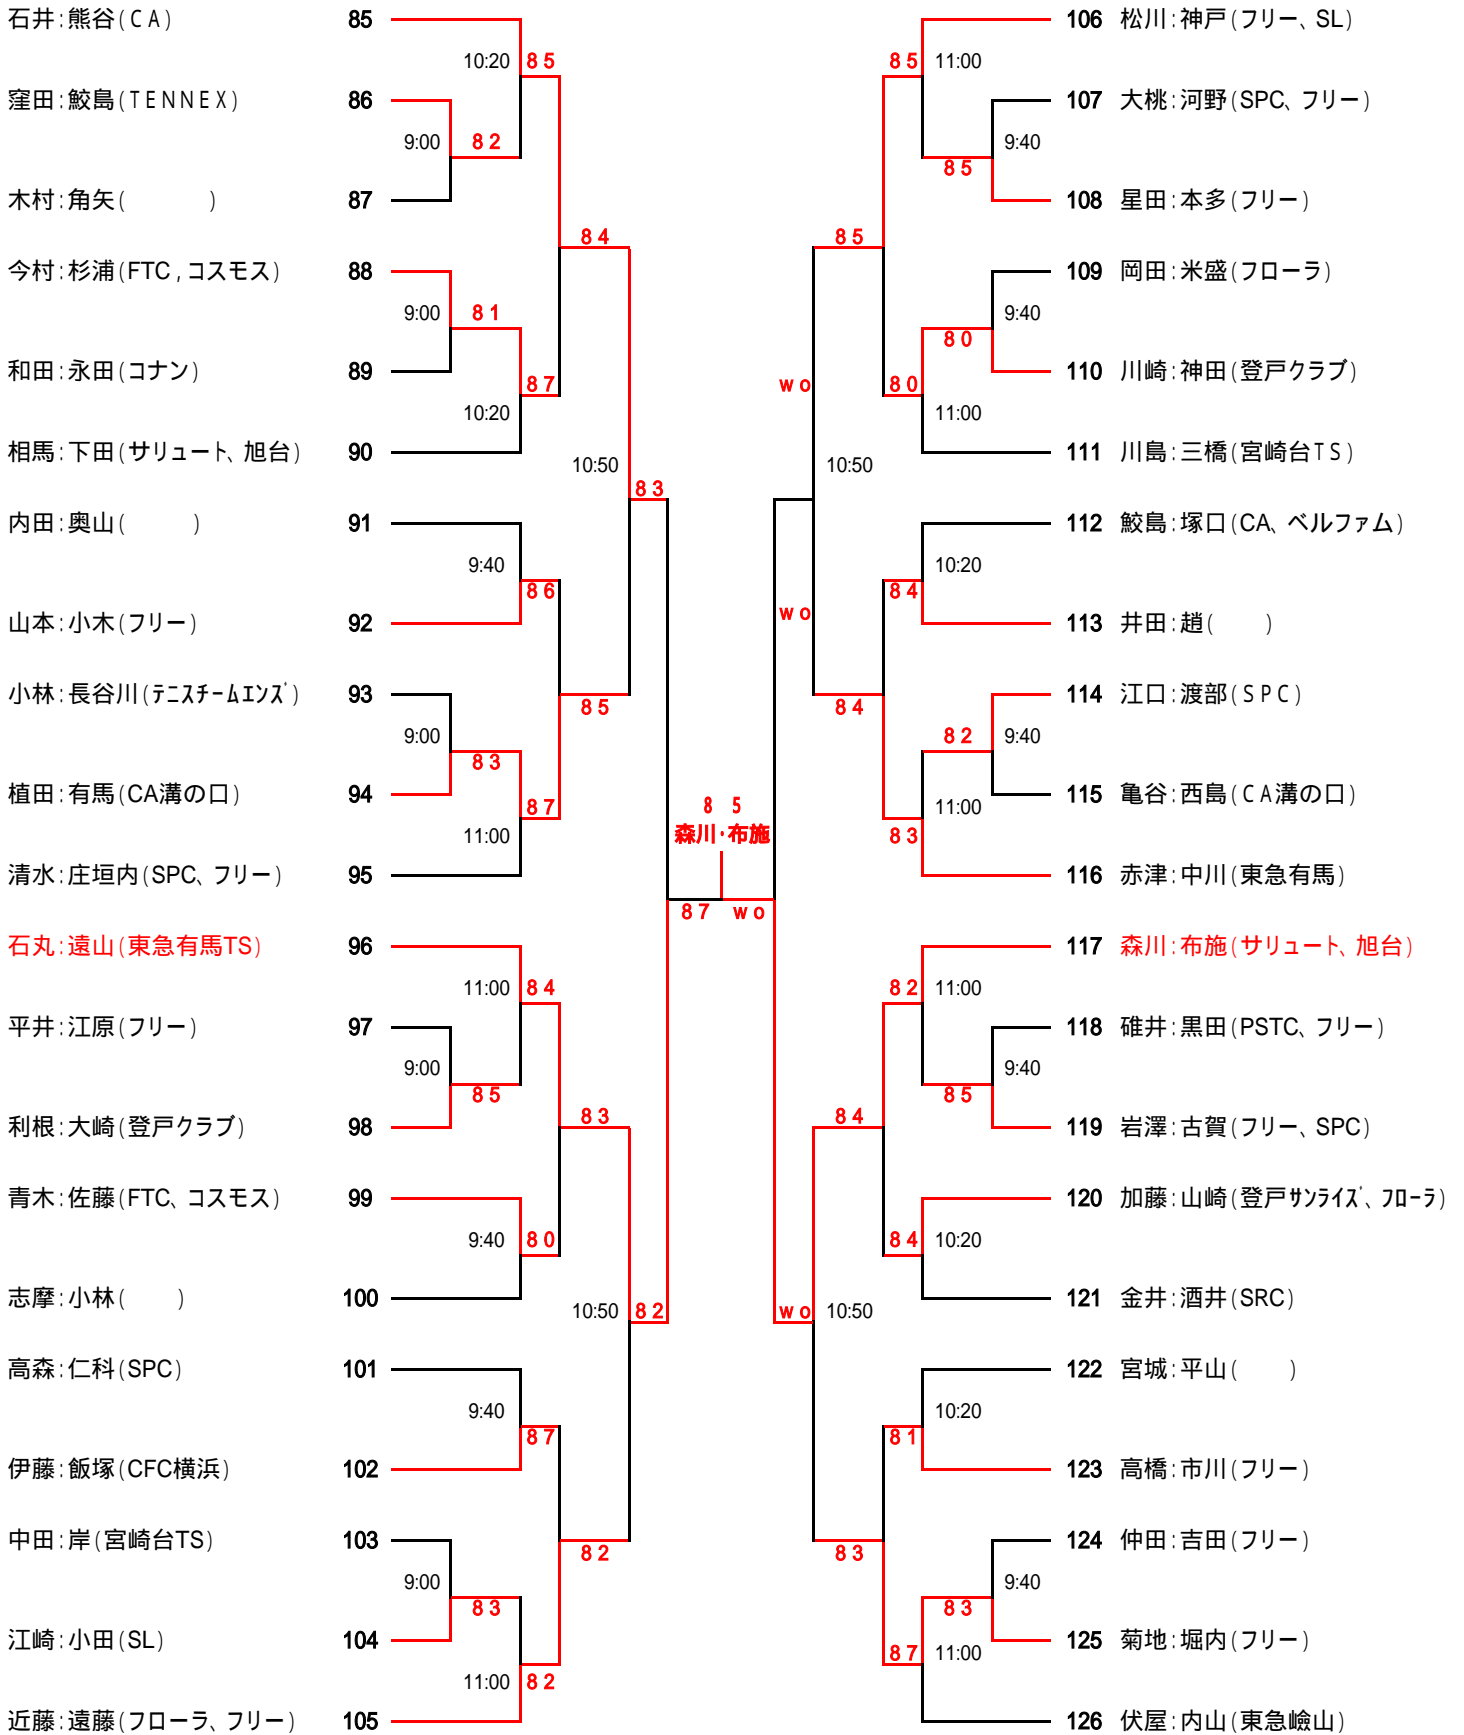 石井:熊谷(CA) 85
106 松川:神戸(フリー、SL)
10:20 85
85 11:00
窪田:鮫島(TENNEX) 86
107 大桃:河野(SPC、フリー)
9:00 82
85 9:40
木村:角矢( ) 87
108 星田:本多(フリー)
84
85
今村:杉浦(FTC,コスモス) 88
109 岡田:米盛(フローラ)
9:00 81
80 9:40
和田:永田(コナン) 89
110 川崎:神田(登戸クラブ)
87
wo 80
10:20
11:00
相馬:下田(サリュート、旭台) 90
111 川島:三橋(宮崎台TS)
10:50 83
10:50
内田:奥山( ) 91
112 鮫島:塚口(CA、ベルファム)
9:40 86
84 10:20
山本:小木(フリー) 92
wo
113 井田:趙( )
小林:長谷川(テニスチームエンズ) 93
114 江口:渡部(SPC)
85
84
9:00 83
82 9:40
植田:有馬(CA溝の口) 94
115 亀谷:西島(CA溝の口)
87
11:00
8 5
森川・布施
11:00
83
清水:庄垣内(SPC、フリー) 95
116 赤津:中川(東急有馬)
87 wo
石丸:遠山(東急有馬TS) 96
117 森川:布施(サリュート、旭台)
11:00 84
82 11:00
平井:江原(フリー) 97
118 碓井:黒田(PSTC、フリー)
9:00 85
85 9:40
利根:大崎(登戸クラブ) 98
119 岩澤:古賀(フリー、SPC)
83
84
青木:佐藤(FTC、コスモス) 99
120 加藤:山崎(登戸サンライズ、フローラ)
9:40 80
84 10:20
志摩:小林( ) 100
121 金井:酒井(SRC)
10:50 82
wo 10:50
高森:仁科(SPC) 101
122 宮城:平山( )
9:40 87
81 10:20
伊藤:飯塚(CFC横浜) 102
123 高橋:市川(フリー)
中田:岸(宮崎台TS) 103
124 仲田:吉田(フリー)
82
83
9:00 83
83 9:40
江崎:小田(SL) 104
125 菊地:堀内(フリー)
11:00 82
87 11:00
近藤:遠藤(フローラ、フリー) 105
126 伏屋:内山(東急嶮山)